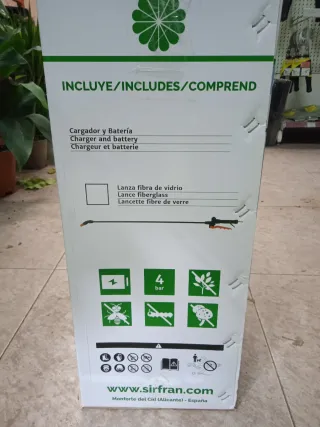 INCLUYE/INCLUDES/COMPREND
Cargador y Batería
Charger and battery
Chargeur et batterie
Lanza fibra de vidrio
Lance fiberglass
Lancette fibre de verre
4
bar
www.sirfran.com
Monforte del Cid (Alicante) - España